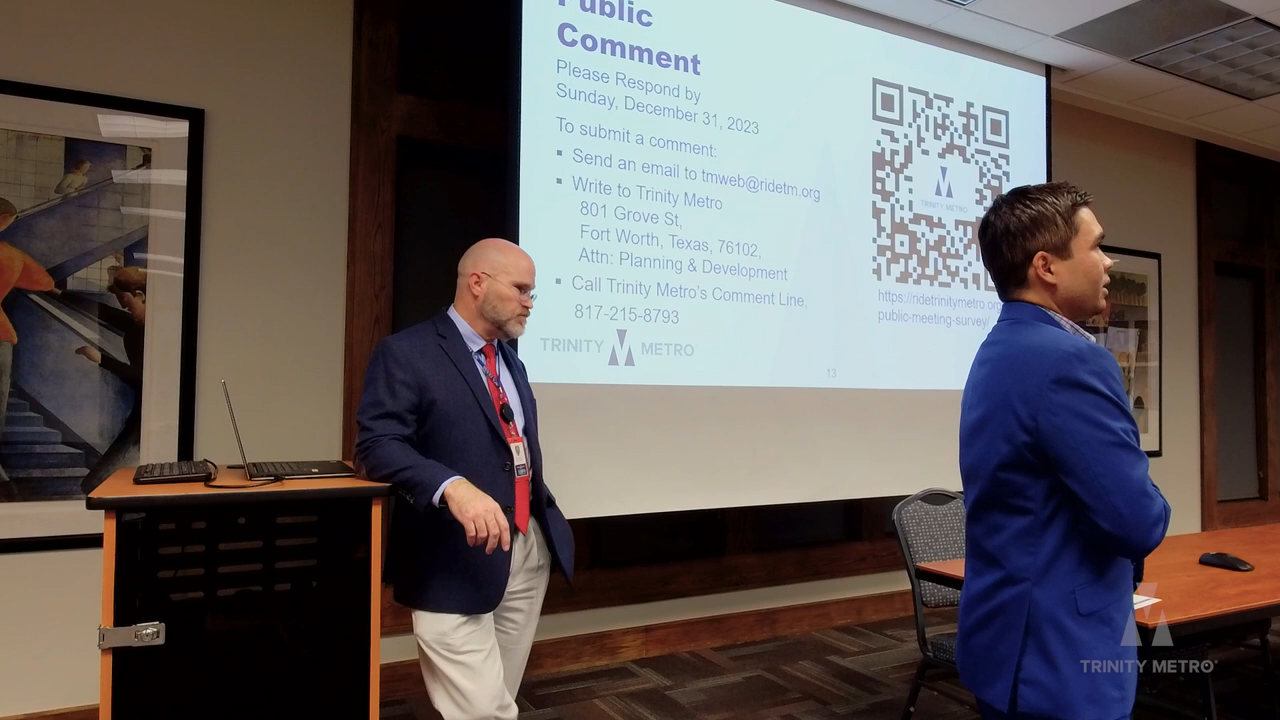 Public
Comment
Please Respond by
Sunday, December 31, 2023
To submit a comment:
▪ Send an email to tmweb@ridetm.org
▪ Write to Trinity Metro
801 Grove St,
Fort Worth, Texas, 76102,
Attn: Planning & Development
▪ Call Trinity Metro's Comment Line,
817-215-8793
TRINITY METRO
13
TRINITY METRO
https://ridetrinitymetro.org
public-meeting-survey/
TRINITY METRO